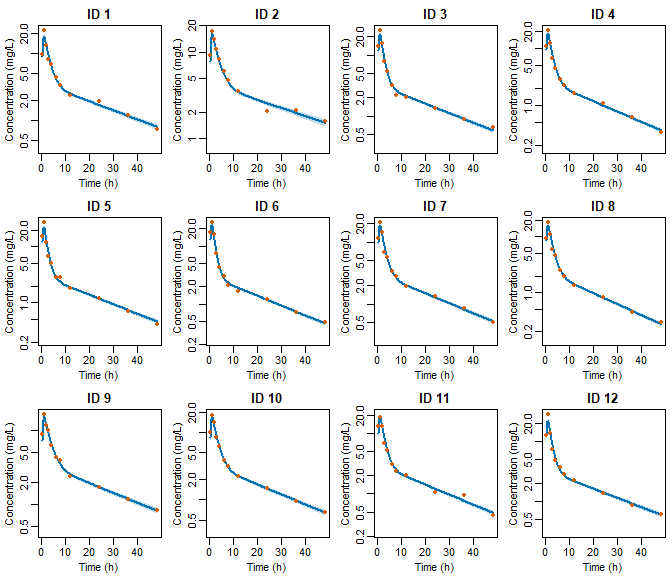 ID 1 ID 2 ID 3 ID 4
Concentration (mg/L) 0.5 2.0 5.0 20.0
Concentration (mg/L) 1 2 5 10 20
Concentration (mg/L) 0.5 2.0 5.0 20.0
Concentration (mg/L) 0.2 1.0 5.0 20.0
0 10 20 30 40 0 10 20 30 40 0 10 20 30 40 0 10 20 30 40
Time (h) Time (h) Time (h) Time (h)
ID 5 ID 6 ID 7 ID 8
Concentration (mg/L) 0.2 1.0 5.0 20.0
Concentration (mg/L) 0.2 0.5 2.0 5.0 20.0
Concentration (mg/L) 0.5 2.0 5.0 20.0
Concentration (mg/L) 0.2 1.0 5.0 20.0
0 10 20 30 40 0 10 20 30 40 0 10 20 30 40 0 10 20 30 40
Time (h) Time (h) Time (h) Time (h)
ID 9 ID 10 ID 11 ID 12
Concentration (mg/L) 0.5 2.0 5.0
Concentration (mg/L) 0.5 2.0 5.0 20.0
Concentration (mg/L) 0.2 0.5 2.0 5.0 20.0
Concentration (mg/L) 0.5 2.0 5.0 20.0
0 10 20 30 40 0 10 20 30 40 0 10 20 30 40 0 10 20 30 40
Time (h) Time (h) Time (h) Time (h)